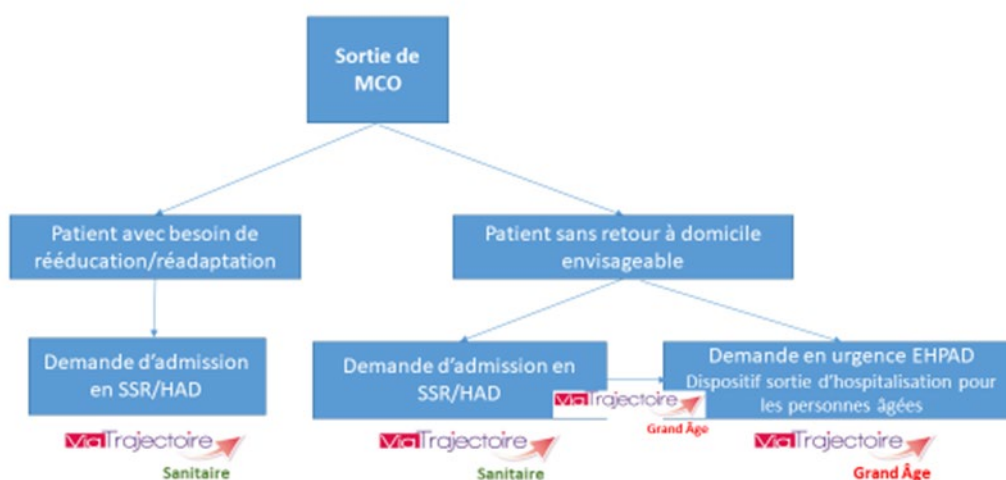 Sortie de
MCO
Patient avec besoin de
rééducation/réadaptation
Patient sans retour à domicile
envisageable
Demande d'admission
en SSR/HAD
Demande d'admission en
SSR/HAD
Demande en urgence EHPAD
Dispositif sortie d'hospitalisation pour
les personnes âgées
ViaTrajectoire
Grand Âge
ViaTrajectoire
Sanitaire
ViaTrajectoire
Sanitaire
ViaTrajectoire
Grand Âge